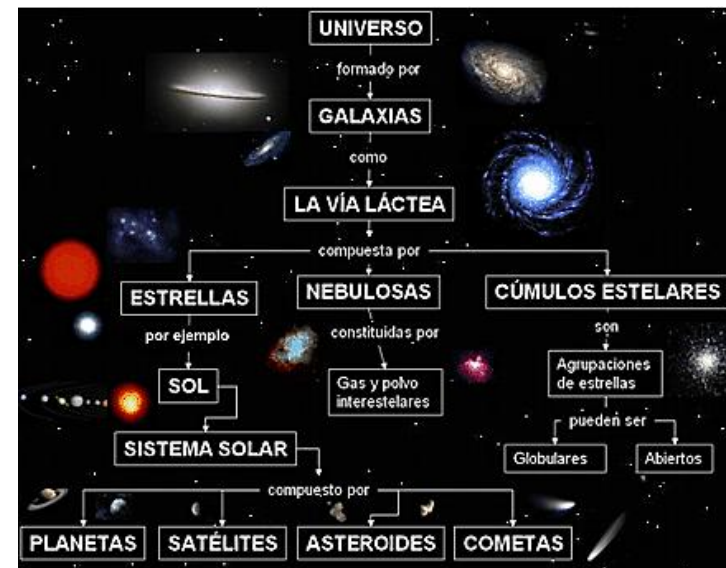 UNIVERSO
formado por
GALAXIAS
como
LA VÍA LÁCTEA
compuesta por
ESTRELLAS
NEBULOSAS
CÚMULOS ESTELARES
por ejemplo
constituidas por
son
SOL
Gas y polvo
interestelares
Agrupaciones
de estrellas
pueden ser
SISTEMA SOLAR
Globulares
Abiertos
compuesto por
PLANETAS
SATÉLITES
ASTEROIDES
COMETAS